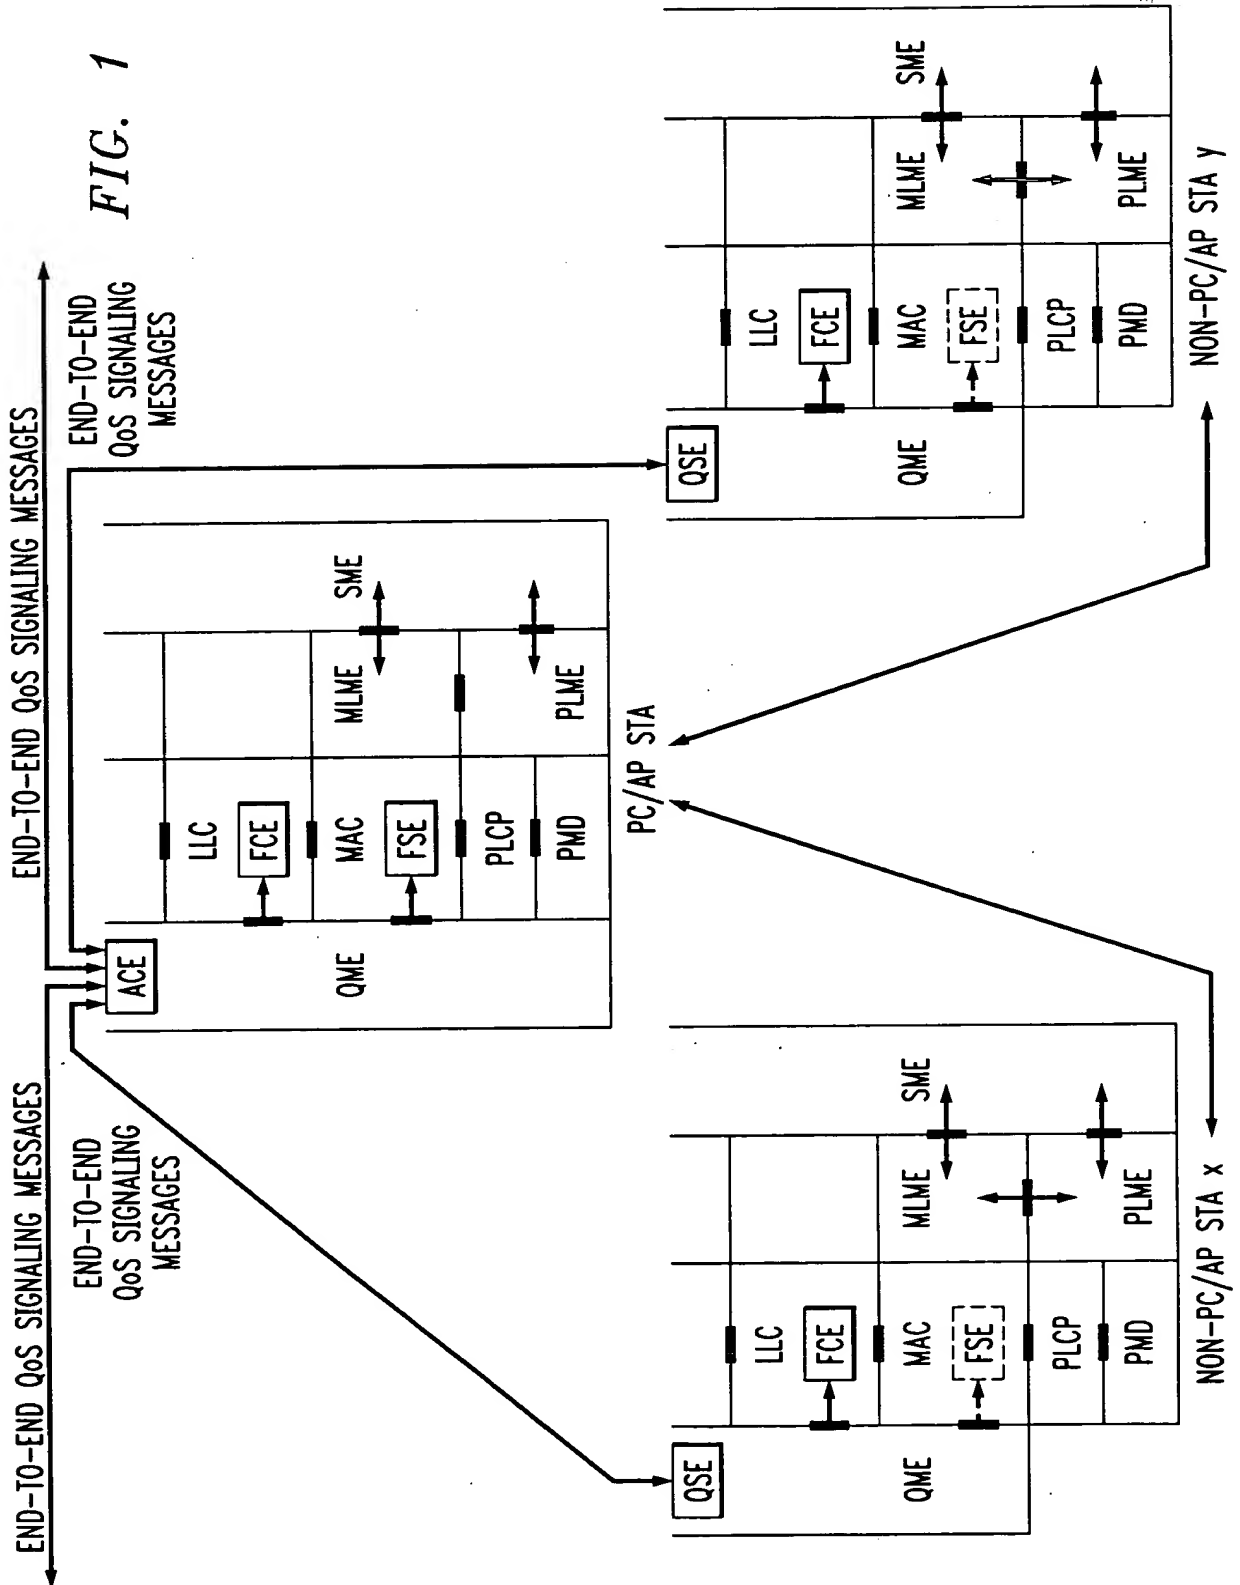 FIG. 1
END-TO-END QoS SIGNALING MESSAGES
END-TO-END QoS SIGNALING MESSAGES
END-TO-END
QoS SIGNALING
MESSAGES
END-TO-END
QoS SIGNALING
MESSAGES
ACE
QME
LLC
FCE
MAC
FSE
PLCP
PMD
MLME
PLME
SME
PC/AP STA
QSE
QME
LLC
FCE
MAC
FSE
PLCP
PMD
MLME
PLME
SME
NON-PC/AP STA x
QSE
QME
LLC
FCE
MAC
FSE
PLCP
PMD
MLME
PLME
SME
NON-PC/AP STA y